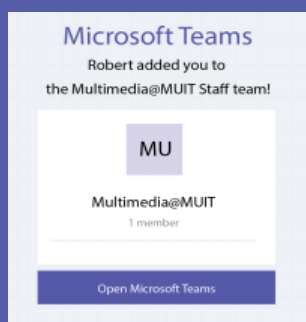 Microsoft Teams
Robert added you to
the Multimedia@MUIT Staff team!
MU
Multimedia@MUIT
1 member
Open Microsoft Teams